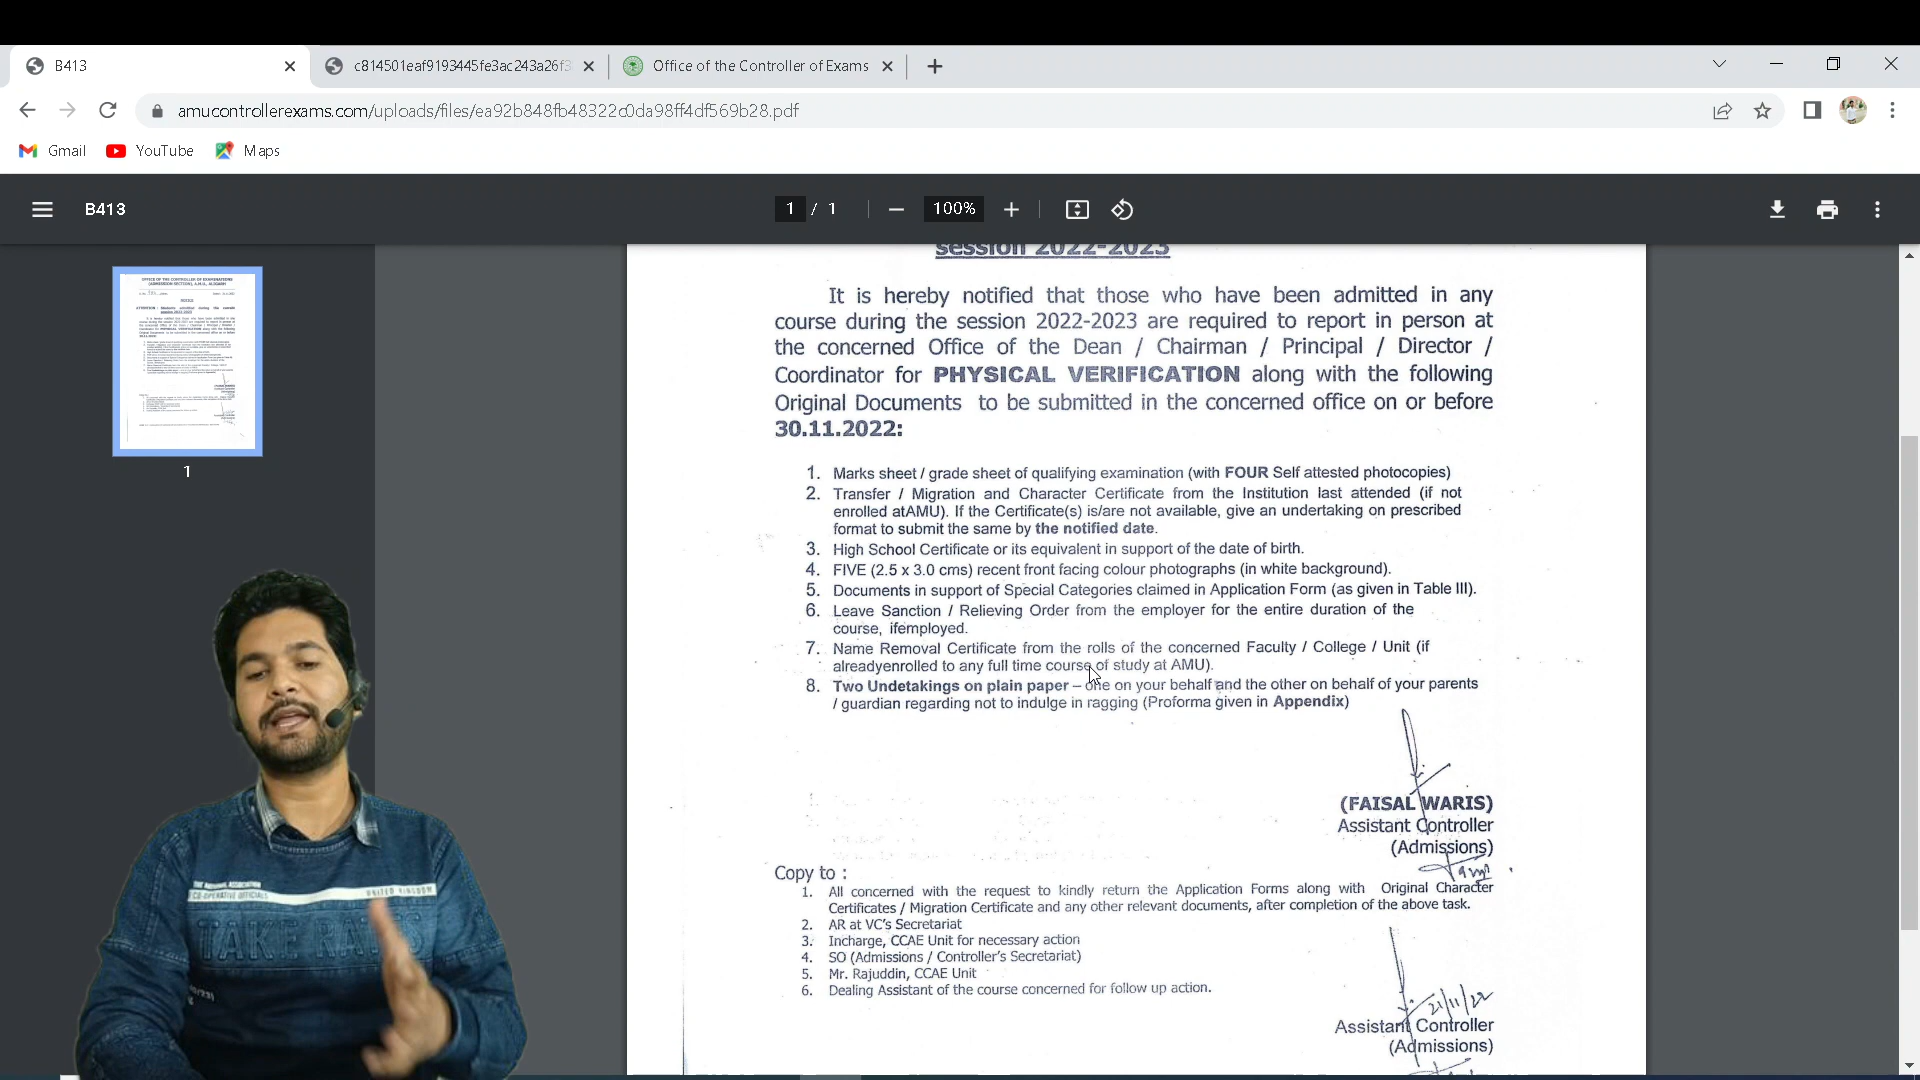 B413
c814501eaf9193445fe3ac243a26f3
Office of the Controller of Exams
amucontrollerexams.com/uploads/files/ea92b848fb48322c0da98ff4df569b28.pdf
Gmail YouTube Maps
B413
1 / 1
100%
session 2022-2023
It is hereby notified that those who have been admitted in any
course during the session 2022-2023 are required to report in person at
the concerned Office of the Dean / Chairman / Principal / Director /
Coordinator for PHYSICAL VERIFICATION along with the following
Original Documents to be submitted in the concerned office on or before
30.11.2022:
1. Marks sheet / grade sheet of qualifying examination (with FOUR Self attested photocopies)
2. Transfer / Migration and Character Certificate from the Institution last attended (if not
enrolled atAMU). If the Certificate(s) is/are not available, give an undertaking on prescribed
format to submit the same by the notified date.
3. High School Certificate or its equivalent in support of the date of birth.
4. FIVE (2.5 x 3.0 cms) recent front facing colour photographs (in white background).
5. Documents in support of Special Categories claimed in Application Form (as given in Table III).
6. Leave Sanction / Relieving Order from the employer for the entire duration of the
course, ifemployed.
7. Name Removal Certificate from the rolls of the concerned Faculty / College / Unit (if
alreadyenrolled to any full time course of study at AMU).
8. Two Undetakings on plain paper – one on your behalf and the other on behalf of your parents
/ guardian regarding not to indulge in ragging (Proforma given in Appendix)
(FAISAL WARIS)
Assistant Controller
(Admissions)
Copy to :
1. All concerned with the request to kindly return the Application Forms along with Original Character
Certificates / Migration Certificate and any other relevant documents, after completion of the above task.
2. AR at VC's Secretariat
3. Incharge, CCAE Unit for necessary action
4. SO (Admissions / Controller's Secretariat)
5. Mr. Rajuddin, CCAE Unit
6. Dealing Assistant of the course concerned for follow up action.
21/11/22
Assistant Controller
(Admissions)
1
UNITED KINGDOM
CO-OPERATIVE OFFICIALS